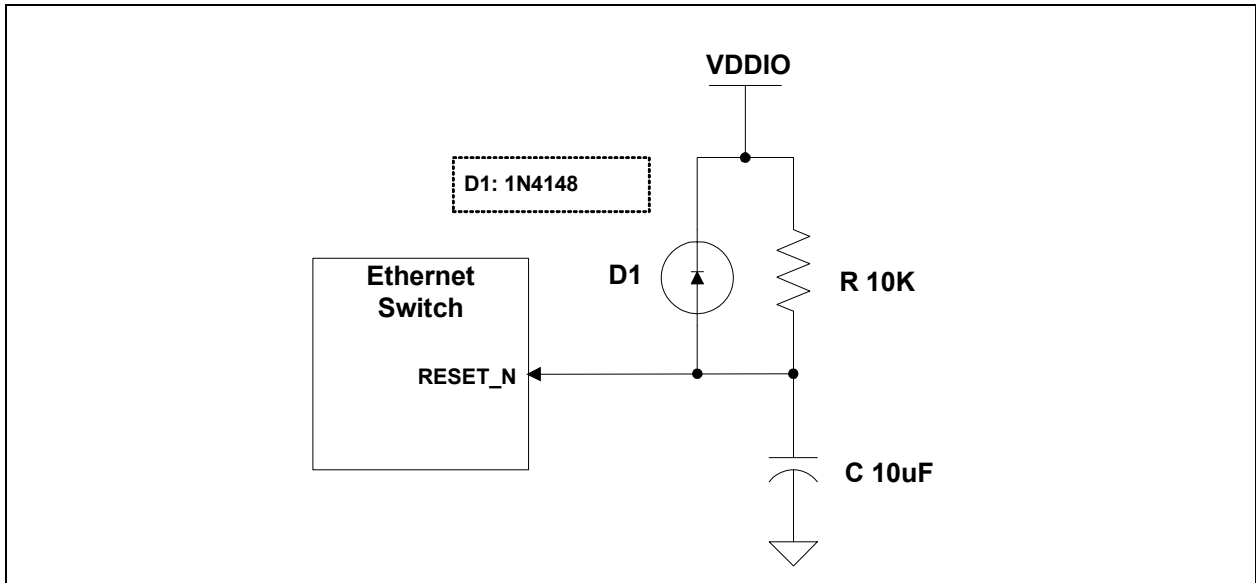 VDDIO
D1: 1N4148
D1
R 10K
Ethernet
Switch
RESET_N
C 10uF